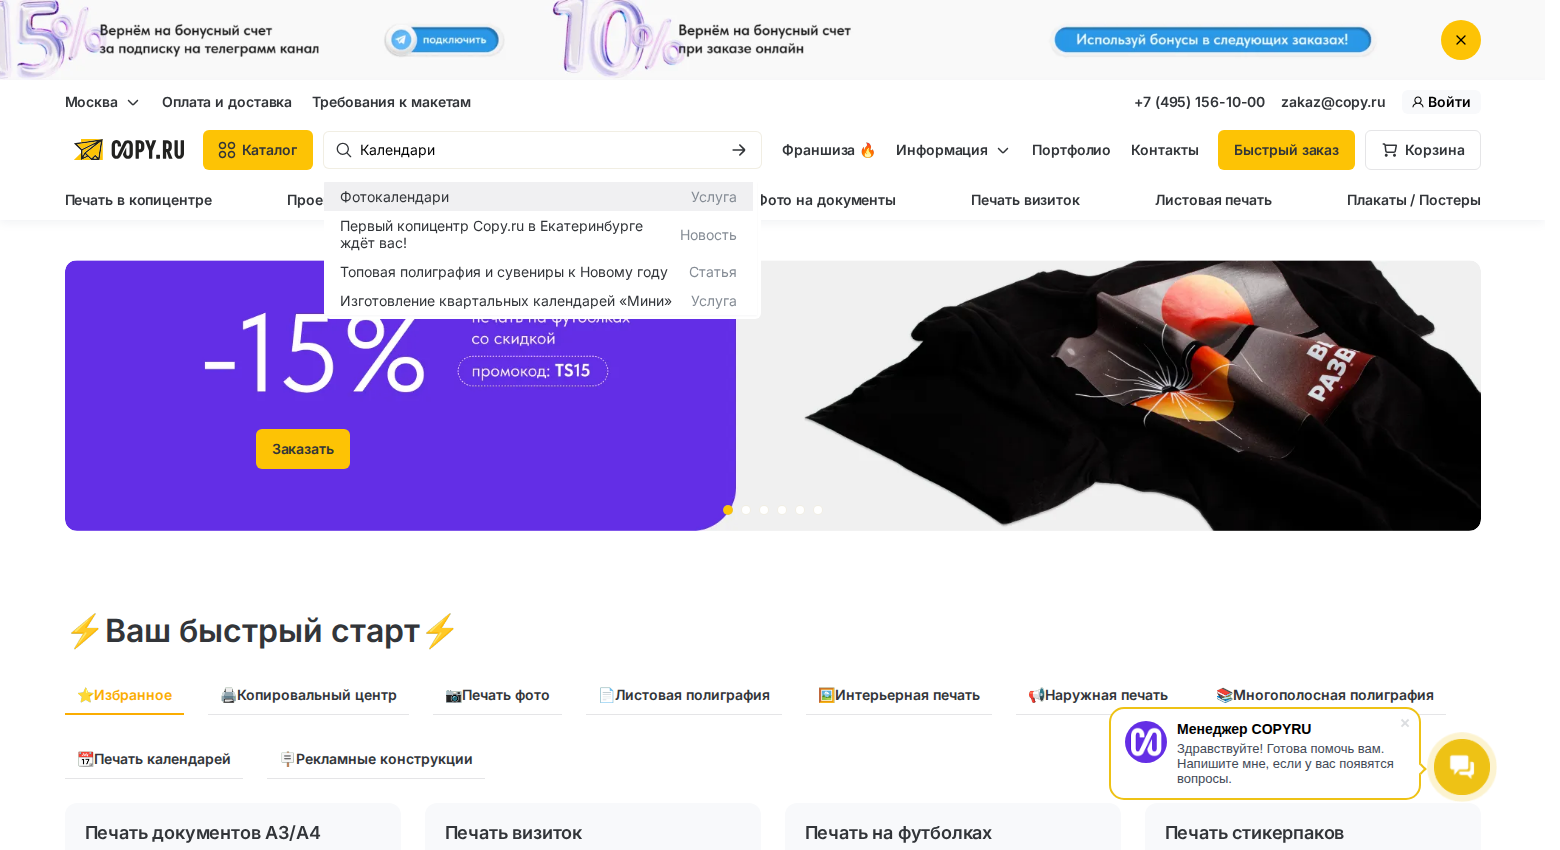 15%
Вернём на бонусный счет
за подписку на телеграмм канал
подключить
10%
Вернём на бонусный счет
при заказе онлайн
Используй бонусы в следующих заказах!
Москва
Оплата и доставка
Требования к макетам
+7 (495) 156-10-00
zakaz@copy.ru
Войти
COPY.RU
Каталог
Календари
Франшиза 🔥
Информация
Портфолио
Контакты
Быстрый заказ
Корзина
Печать в копицентре
Прое
Фото на документы
Печать визиток
Листовая печать
Плакаты / Постеры
Фотокалендари
Услуга
Первый копицентр Copy.ru в Екатеринбурге
ждёт вас!
Новость
Топовая полиграфия и сувениры к Новому году
Статья
Изготовление квартальных календарей «Мини»
Услуга
-15%
печать на футболках
со скидкой
промокод: TS15
Заказать
⚡Ваш быстрый старт⚡
⭐Избранное
🖨️Копировальный центр
📷Печать фото
📄Листовая полиграфия
🖼️Интерьерная печать
📢Наружная печать
📚Многополосная полиграфия
📆Печать календарей
🪧Рекламные конструкции
Менеджер COPYRU
Здравствуйте! Готова помочь вам.
Напишите мне, если у вас появятся
вопросы.
Печать документов А3/А4
Печать визиток
Печать на футболках
Печать стикерпаков